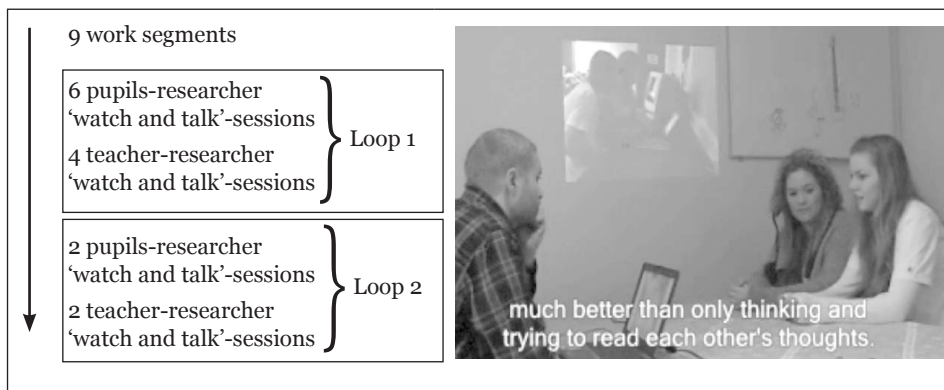 9 work segments
6 pupils-researcher
‘watch and talk’-sessions
4 teacher-researcher
‘watch and talk’-sessions
Loop 1
2 pupils-researcher
‘watch and talk’-sessions
2 teacher-researcher
‘watch and talk’-sessions
Loop 2
much better than only thinking and
trying to read each other's thoughts.